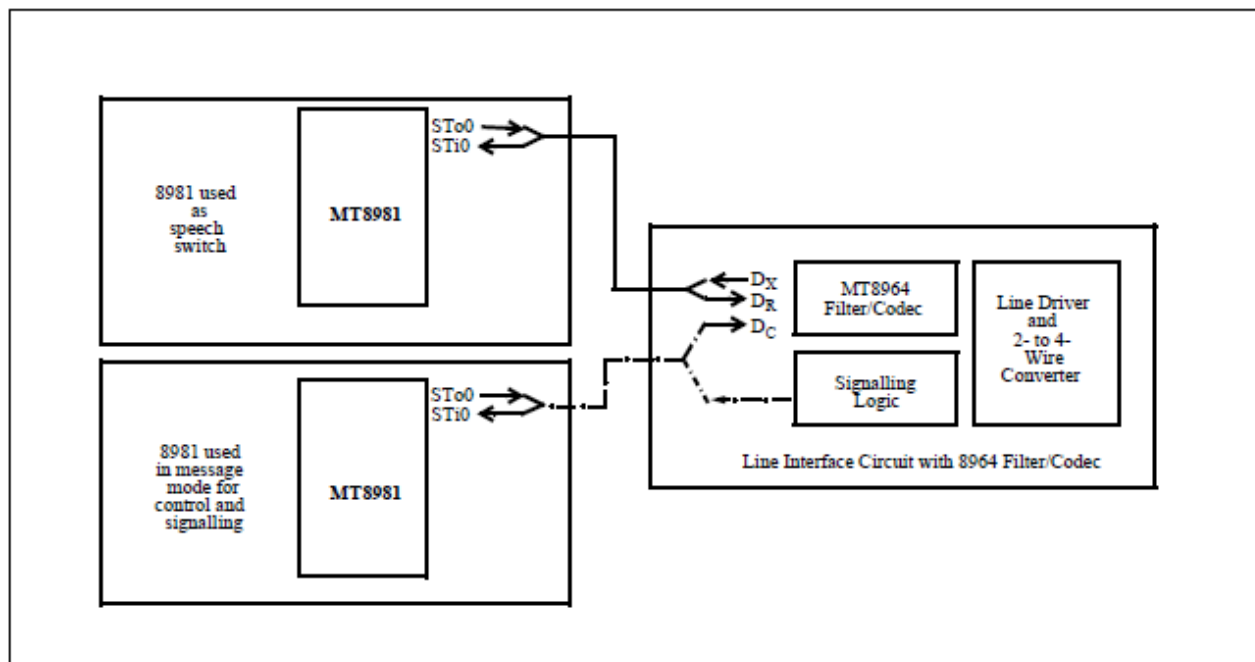 8981 used
as
speech
switch
MT8981
STo0
STi0
8981 used
in message
mode for
control and
signalling
MT8981
STo0
STi0
DX
DR
DC
MT8964
Filter/Codec
Signalling
Logic
Line Driver
and
2- to 4-
Wire
Converter
Line Interface Circuit with 8964 Filter/Codec